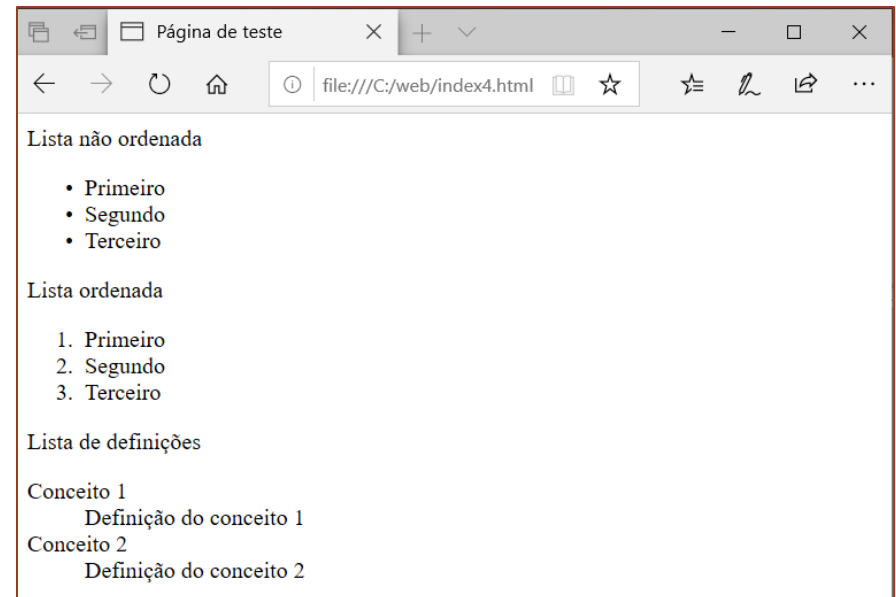 Página de teste
file:///C:/web/index4.html
Lista não ordenada
• Primeiro
• Segundo
• Terceiro
Lista ordenada
1. Primeiro
2. Segundo
3. Terceiro
Lista de definições
Conceito 1
Definição do conceito 1
Conceito 2
Definição do conceito 2